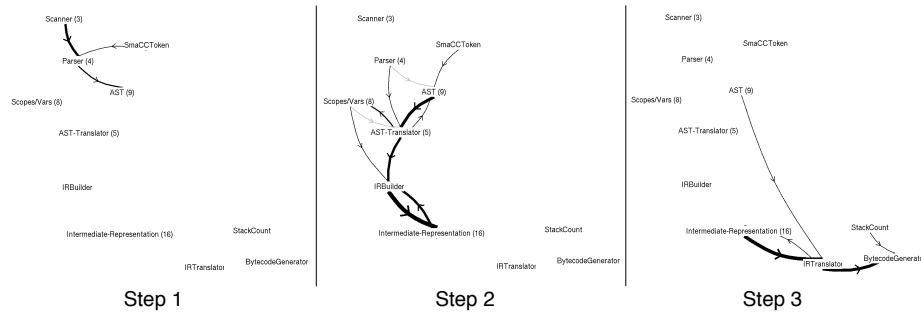 Scanner (3)
SmaCCToken
Parser (4)
AST (9)
Scopes/Vars (8)
AST-Translator (5)
IRBuilder
Intermediate-Representation (16)
StackCount
IRTranslator
BytecodeGenerator
Step 1
Scanner (3)
SmaCCToken
Parser (4)
AST (9)
Scopes/Vars (8)
AST-Translator (5)
IRBuilder
Intermediate-Representation (16)
StackCount
IRTranslator
BytecodeGenerator
Step 2
Scanner (3)
SmaCCToken
Parser (4)
AST (9)
Scopes/Vars (8)
AST-Translator (5)
IRBuilder
Intermediate-Representation (16)
StackCount
IRTranslator
BytecodeGenerator
Step 3